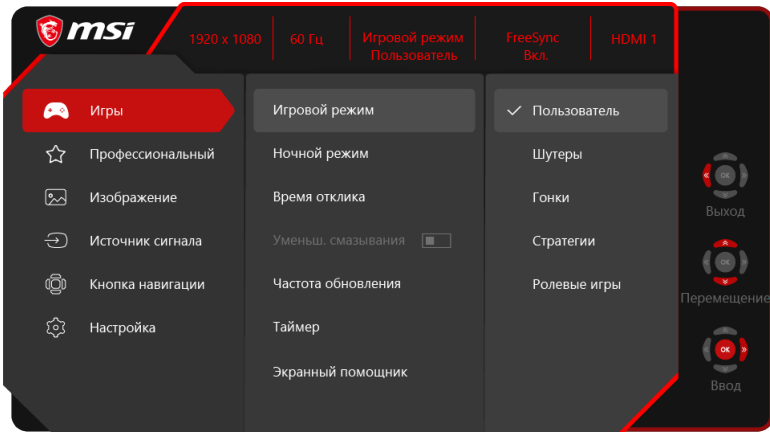 msi
1920 x 1080
60 Гц
Игровой режим
Пользователь
FreeSync
Вкл.
HDMI 1
Игры
Профессиональный
Изображение
Источник сигнала
Кнопка навигации
Настройка
Игровой режим
Ночной режим
Время отклика
Уменьш. смазывания
Частота обновления
Таймер
Экранный помощник
Пользователь
Шутеры
Гонки
Стратегии
Ролевые игры
OK
Выход
OK
Перемещение
OK
Ввод